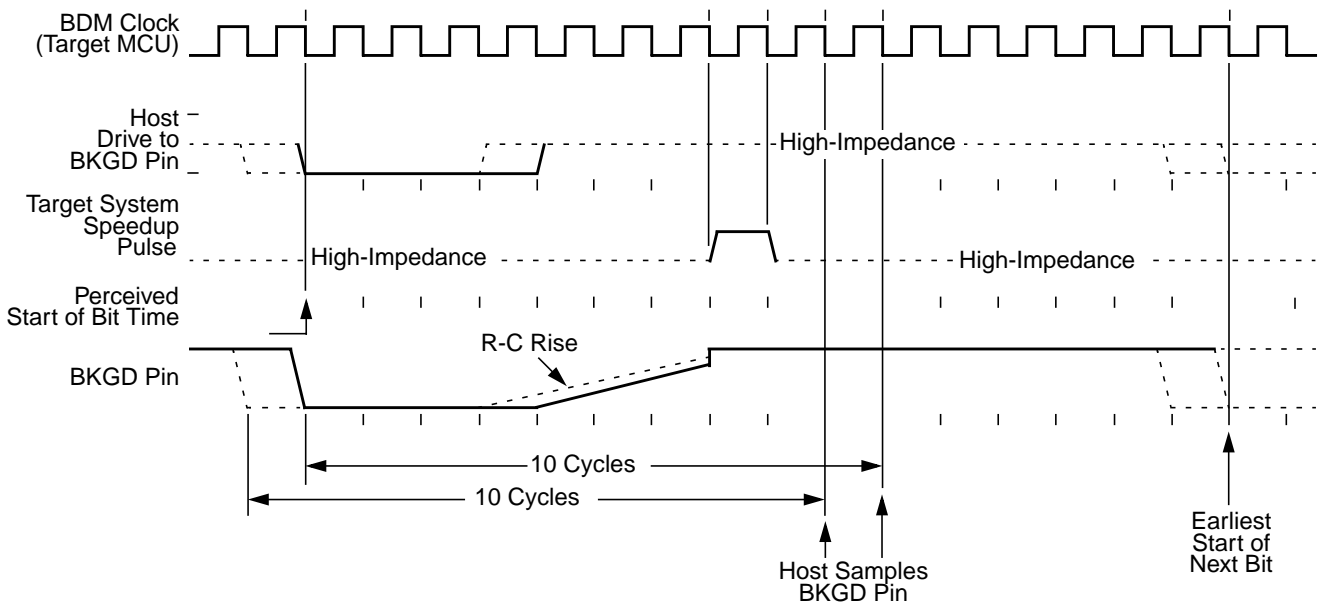 BDM Clock
(Target MCU)
Host
Drive to
BKGD Pin
High-Impedance
Target System
Speedup
Pulse
High-Impedance
High-Impedance
Perceived
Start of Bit Time
R-C Rise
BKGD Pin
10 Cycles
10 Cycles
Host Samples
BKGD Pin
Earliest
Start of
Next Bit